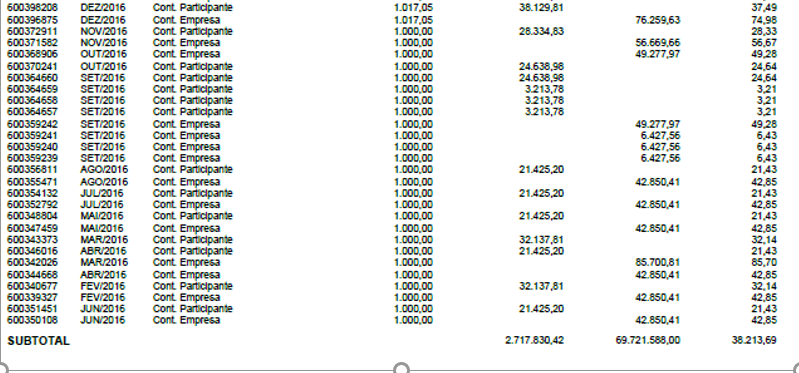 600398208 DEZ/2016 Cont. Participante 1.017,05 38.129,81 37,49
600396875 DEZ/2016 Cont. Empresa 1.017,05 76.259,63 74,98
600372911 NOV/2016 Cont. Participante 1.000,00 28.334,83 28,33
600371582 NOV/2016 Cont. Empresa 1.000,00 56.669,66 56,67
600368906 OUT/2016 Cont. Empresa 1.000,00 49.277,97 49,28
600370241 OUT/2016 Cont. Participante 1.000,00 24.638,98 24,64
600364660 SET/2016 Cont. Participante 1.000,00 24.638,98 24,64
600364659 SET/2016 Cont. Participante 1.000,00 3.213,78 3,21
600364658 SET/2016 Cont. Participante 1.000,00 3.213,78 3,21
600364657 SET/2016 Cont. Participante 1.000,00 3.213,78 3,21
600359242 SET/2016 Cont. Empresa 1.000,00 49.277,97 49,28
600359241 SET/2016 Cont. Empresa 1.000,00 6.427,56 6,43
600359240 SET/2016 Cont. Empresa 1.000,00 6.427,56 6,43
600359239 SET/2016 Cont. Empresa 1.000,00 6.427,56 6,43
600356811 AGO/2016 Cont. Participante 1.000,00 21.425,20 21,43
600355471 AGO/2016 Cont. Empresa 1.000,00 42.850,41 42,85
600354132 JUL/2016 Cont. Participante 1.000,00 21.425,20 21,43
600352792 JUL/2016 Cont. Empresa 1.000,00 42.850,41 42,85
600348804 MAI/2016 Cont. Participante 1.000,00 21.425,20 21,43
600347459 MAI/2016 Cont. Empresa 1.000,00 42.850,41 42,85
600343373 MAR/2016 Cont. Participante 1.000,00 32.137,81 32,14
600346016 ABR/2016 Cont. Participante 1.000,00 21.425,20 21,43
600342026 MAR/2016 Cont. Empresa 1.000,00 85.700,81 85,70
600344668 ABR/2016 Cont. Empresa 1.000,00 42.850,41 42,85
600340677 FEV/2016 Cont. Participante 1.000,00 32.137,81 32,14
600339327 FEV/2016 Cont. Empresa 1.000,00 42.850,41 42,85
600351451 JUN/2016 Cont. Participante 1.000,00 21.425,20 21,43
600350108 JUN/2016 Cont. Empresa 1.000,00 42.850,41 42,85
SUBTOTAL 2.717.830,42 69.721.588,00 38.213,69